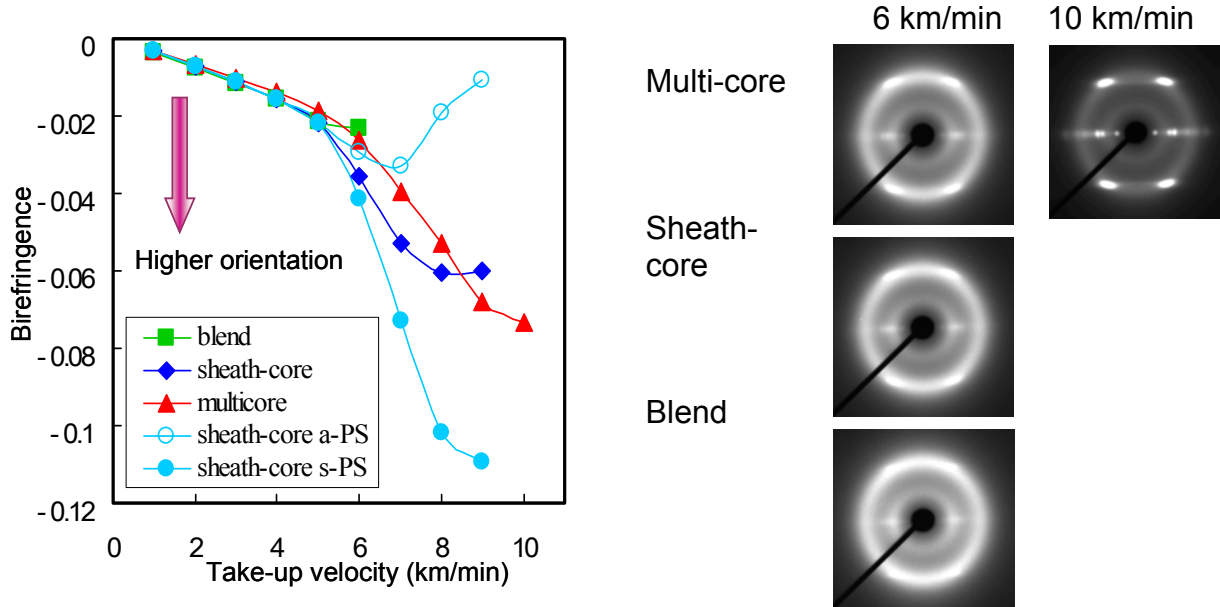 0
-0.02
-0.04
-0.06
-0.08
-0.1
-0.12
Birefringence
Higher orientation
blend
sheath-core
multicore
sheath-core a-PS
sheath-core s-PS
0 2 4 6 8 10
Take-up velocity (km/min)
6 km/min 10 km/min
Multi-core
Sheath-
core
Blend